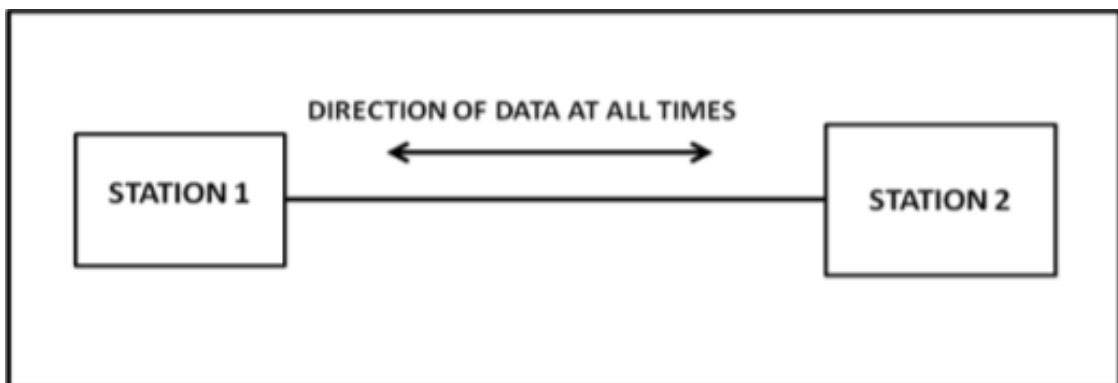 DIRECTION OF DATA AT ALL TIMES
STATION 1
STATION 2